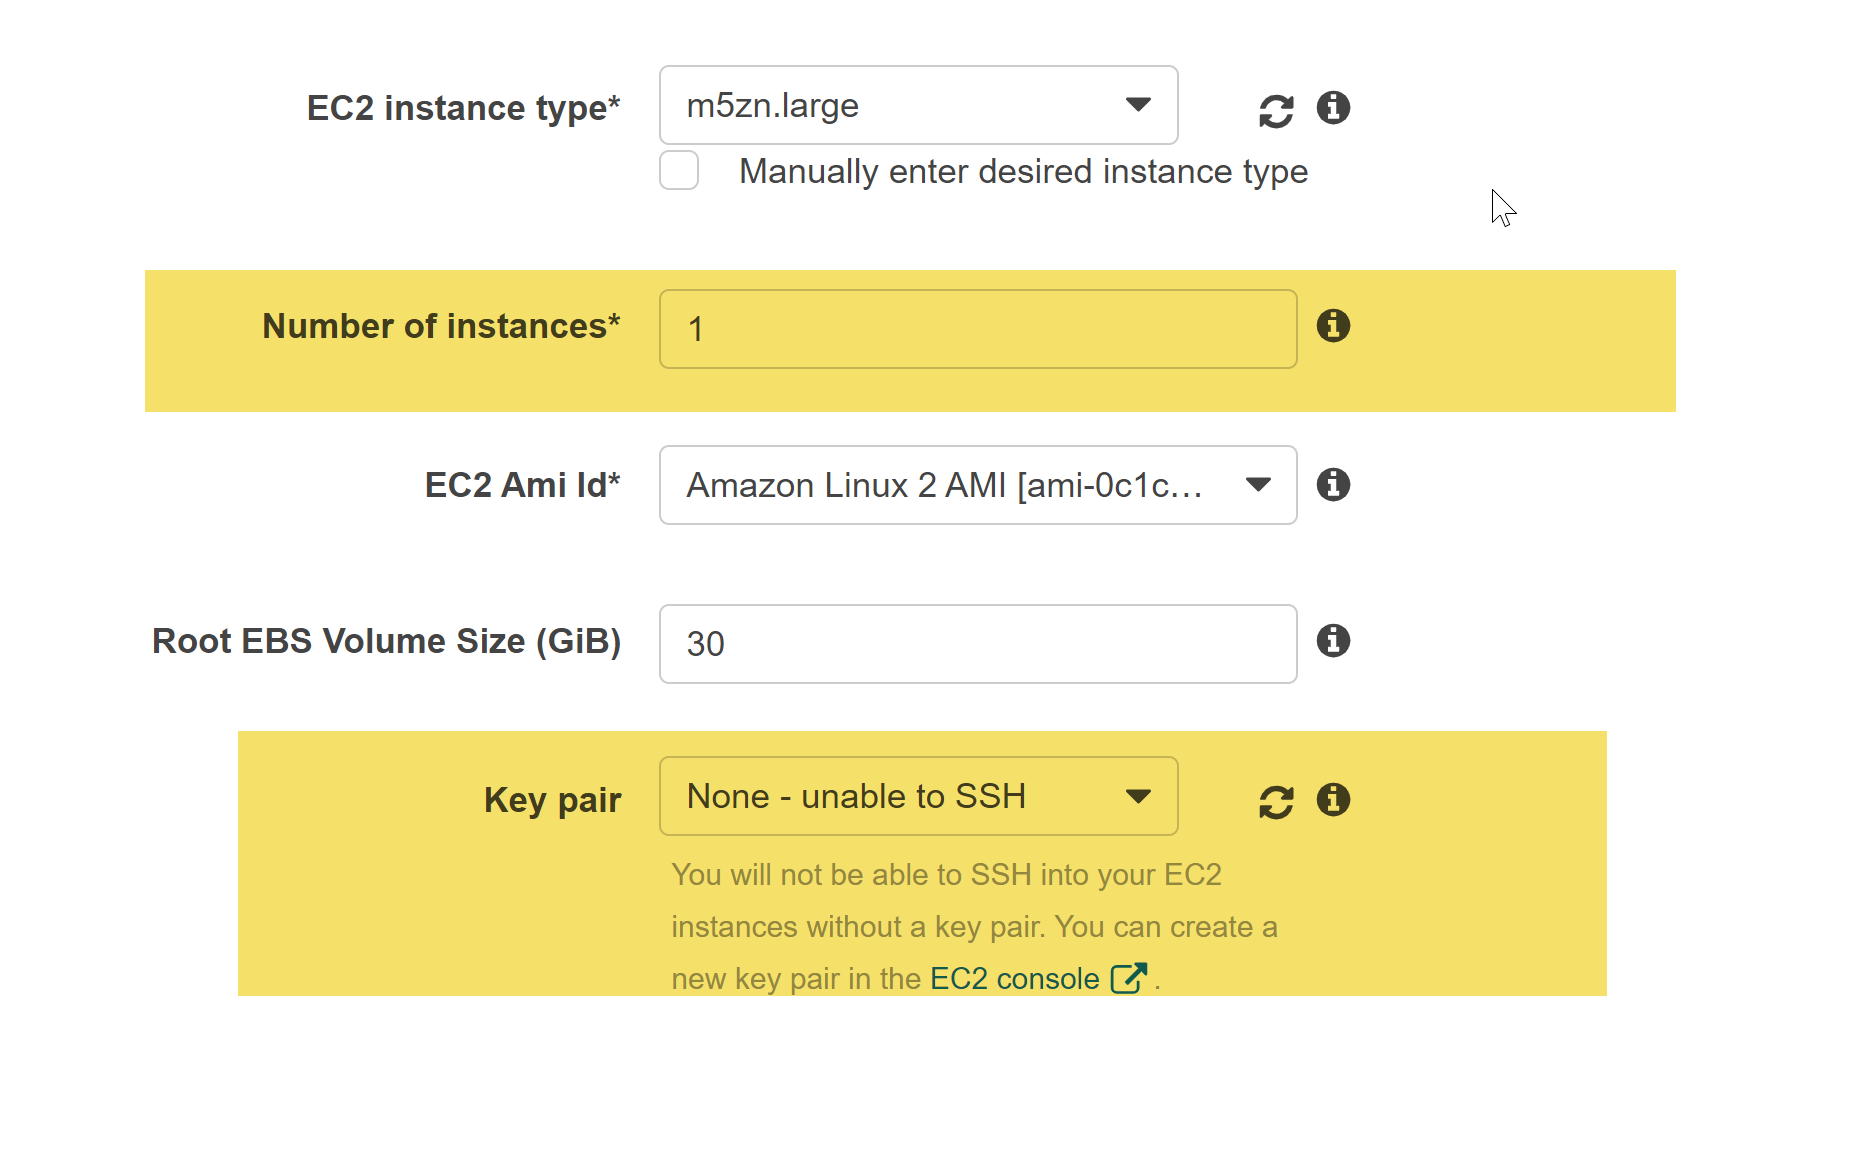 EC2 instance type*
m5zn.large
Manually enter desired instance type
Number of instances*
1
EC2 Ami Id*
Amazon Linux 2 AMI [ami-0c1c...
Root EBS Volume Size (GiB)
30
Key pair
None - unable to SSH
You will not be able to SSH into your EC2
instances without a key pair. You can create a
new key pair in the EC2 console .